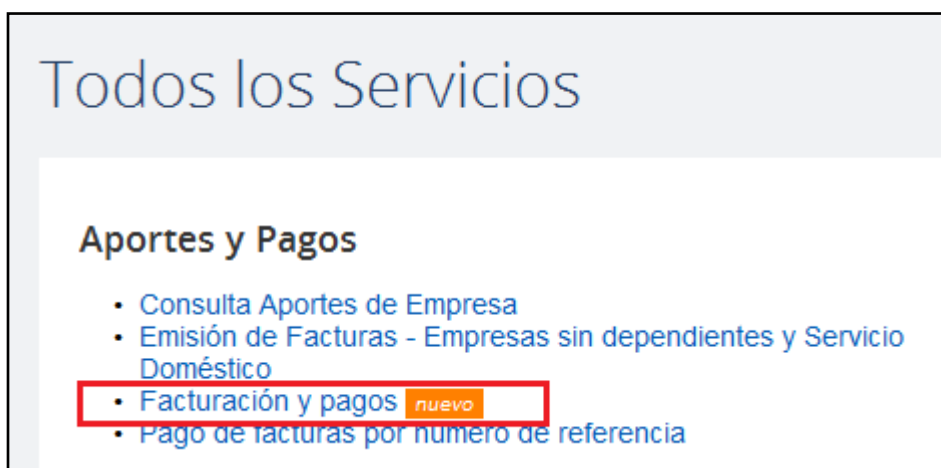 Todos los Servicios
Aportes y Pagos
• Consulta Aportes de Empresa
• Emisión de Facturas - Empresas sin dependientes y Servicio
Doméstico
• Facturación y pagos nuevo
• Pago de facturas por número de referencia